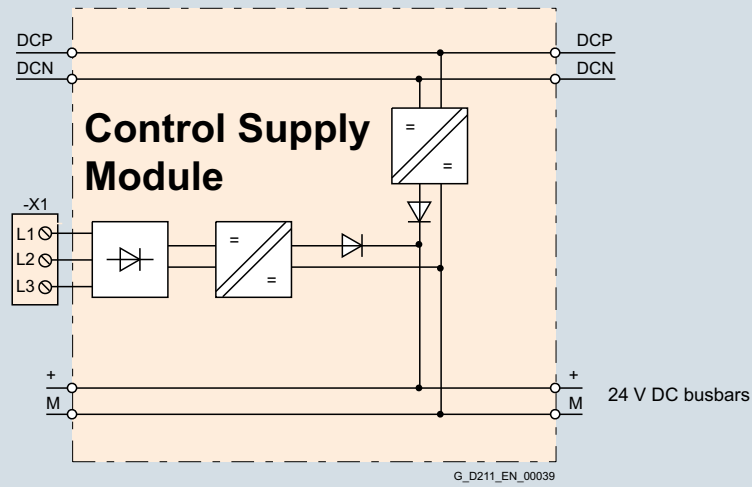 DCP
DCP
DCN
DCN
Control Supply
Module
=
=
-X1
L1
L2
L3
=
=
+
+
M
M
24 V DC busbars
G_D211_EN_00039